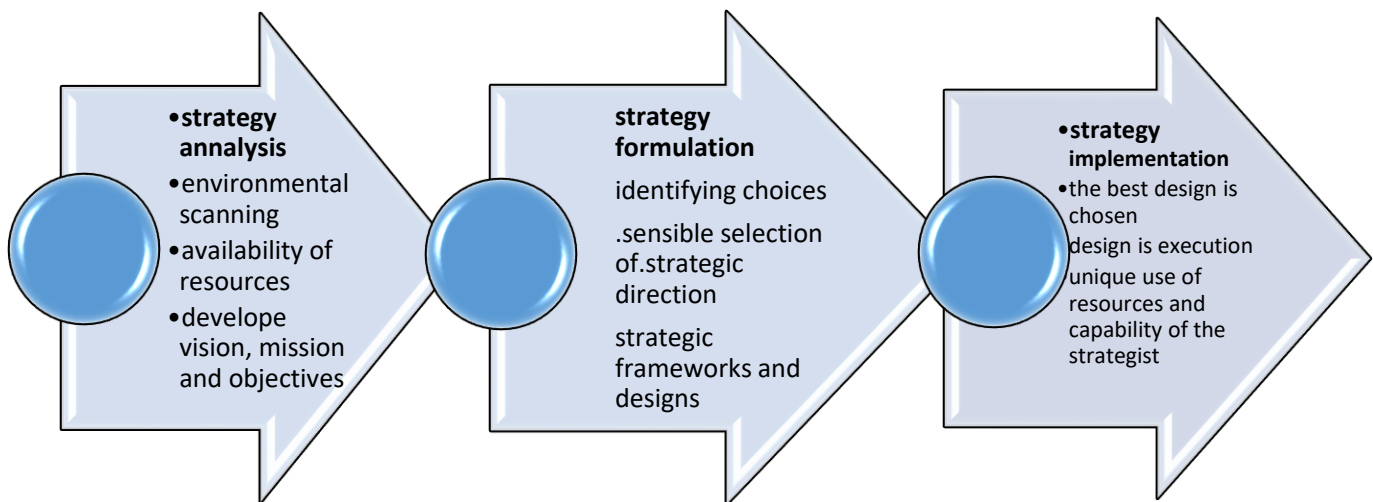 •strategy
annalysis
•environmental
scanning
•availability of
resources
•develope
vision, mission
and objectives
strategy
formulation
identifying choices
.sensible selection
of.strategic
direction
strategic
frameworks and
designs
•strategy
implementation
•the best design is
chosen
design is execution
unique use of
resources and
capability of the
strategist